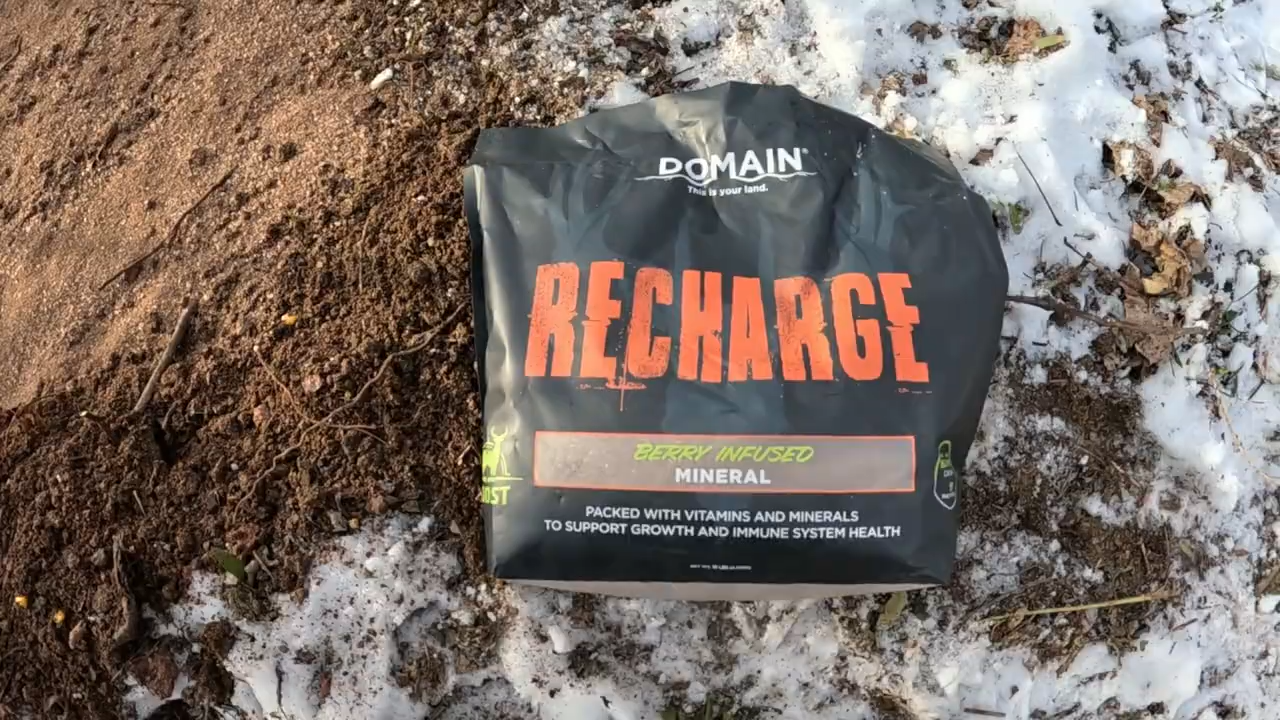 DOMAIN®
This is your land.
RECHARGE
BERRY INFUSED
MINERAL
PACKED WITH VITAMINS AND MINERALS
TO SUPPORT GROWTH AND IMMUNE SYSTEM HEALTH